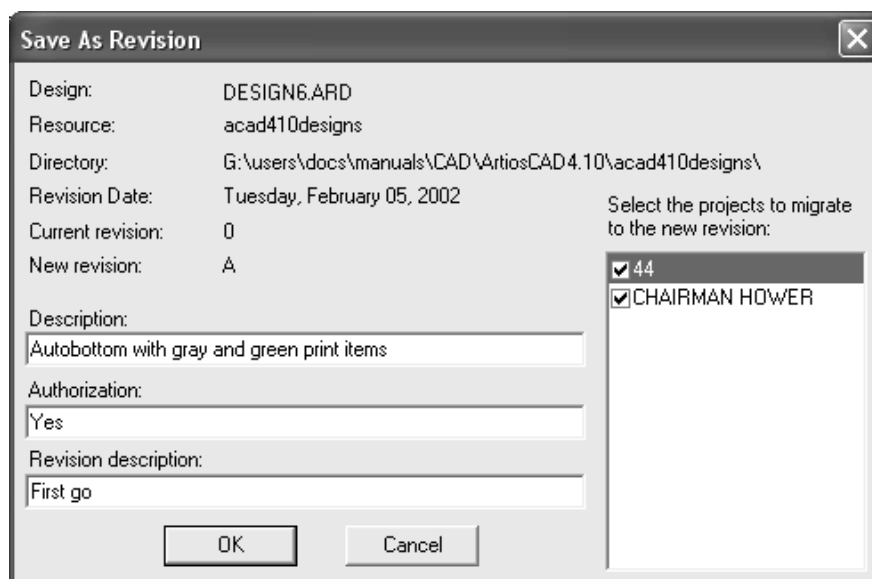 Save As Revision
Design: DESIGN6.ARD
Resource: acad410designs
Directory: G:\users\docs\manuals\CAD\ArtiosCAD4.10\acad410designs\
Revision Date: Tuesday, February 05, 2002
Current revision: 0
New revision: A
Description:
Autobottom with gray and green print items
Authorization:
Yes
Revision description:
First go
OK Cancel
Select the projects to migrate
to the new revision:
44
CHAIRMAN HOWER